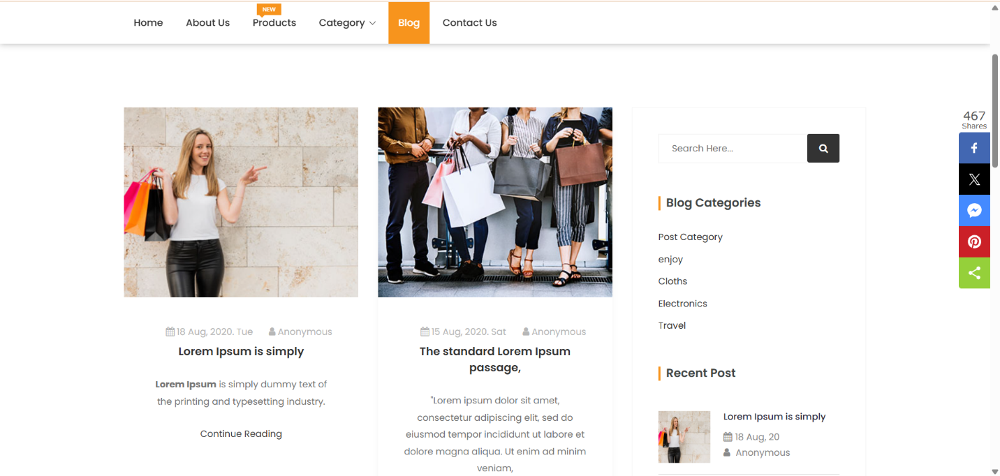 NEW
Home About Us Products Category Blog Contact Us
467
Shares
18 Aug, 2020. Tue Anonymous
Lorem Ipsum is simply
Lorem Ipsum is simply dummy text of
the printing and typesetting industry.
Continue Reading
15 Aug, 2020. Sat Anonymous
The standard Lorem Ipsum
passage,
"Lorem ipsum dolor sit amet,
consectetur adipiscing elit, sed do
eiusmod tempor incididunt ut labore et
dolore magna aliqua. Ut enim ad minim
veniam,
Search Here...
Blog Categories
Post Category
enjoy
Cloths
Electronics
Travel
Recent Post
Lorem Ipsum is simply
18 Aug, 20
Anonymous